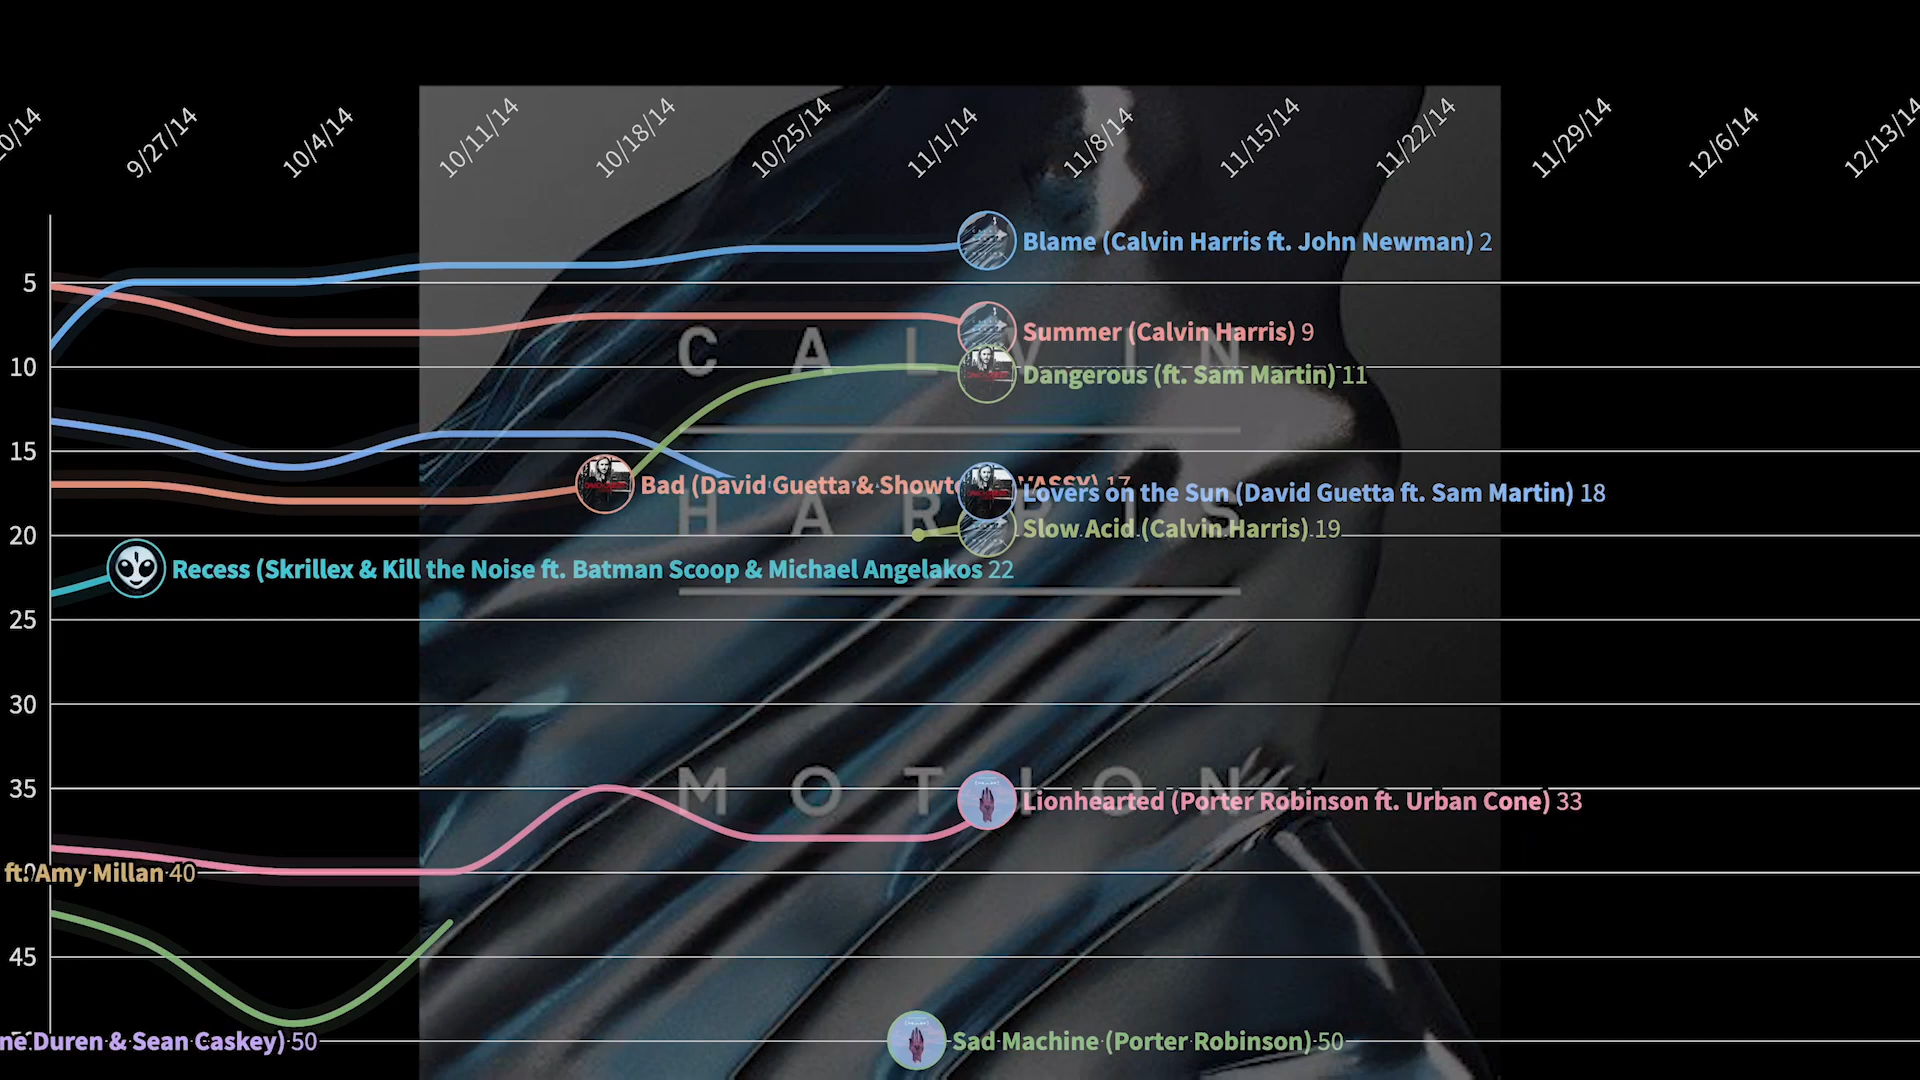 9/27/14
10/4/14
10/11/14
10/18/14
10/25/14
11/1/14
11/8/14
11/15/14
11/22/14
11/29/14
12/6/14
12/13/14
Blame (Calvin Harris ft. John Newman) 2
5
Summer (Calvin Harris) 9
CALVIN
10
Dangerous (ft. Sam Martin) 11
15
Bad (David Guetta & VASSY) 17
Lovers on the Sun (David Guetta ft. Sam Martin) 18
HARRIS
20
Slow Acid (Calvin Harris) 19
Recess (Skrillex & Kill the Noise ft. Batman Scoop & Michael Angelakos 22
25
30
35
MOTION
Lionhearted (Porter Robinson ft. Urban Cone) 33
ft. Amy Millan 40
45
Duren & Sean Caskey) 50
Sad Machine (Porter Robinson) 50